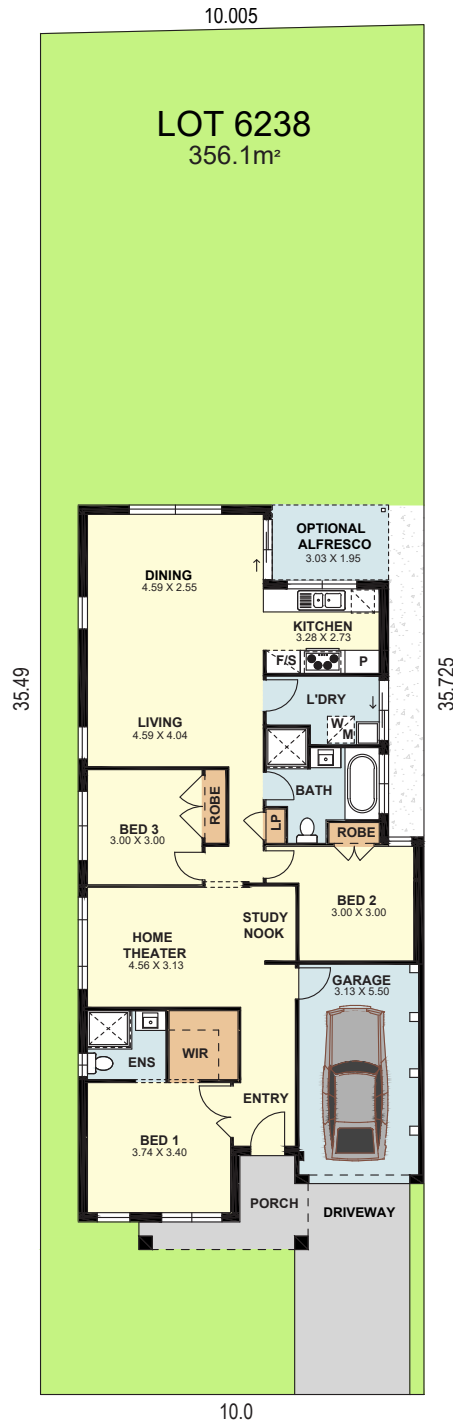 10.005
LOT 6238
356.1m²
OPTIONAL
ALFRESCO
3.03 X 1.95
DINING
4.59 X 2.55
KITCHEN
3.28 X 2.73
F/S
P
35.49
35.725
L'DRY
LIVING
4.59 X 4.04
W
M
BATH
ROBE
BED 3
3.00 X 3.00
LP
ROBE
BED 2
3.00 X 3.00
STUDY
NOOK
HOME
THEATER
4.56 X 3.13
GARAGE
3.13 X 5.50
ENS
WIR
ENTRY
BED 1
3.74 X 3.40
PORCH
DRIVEWAY
10.0